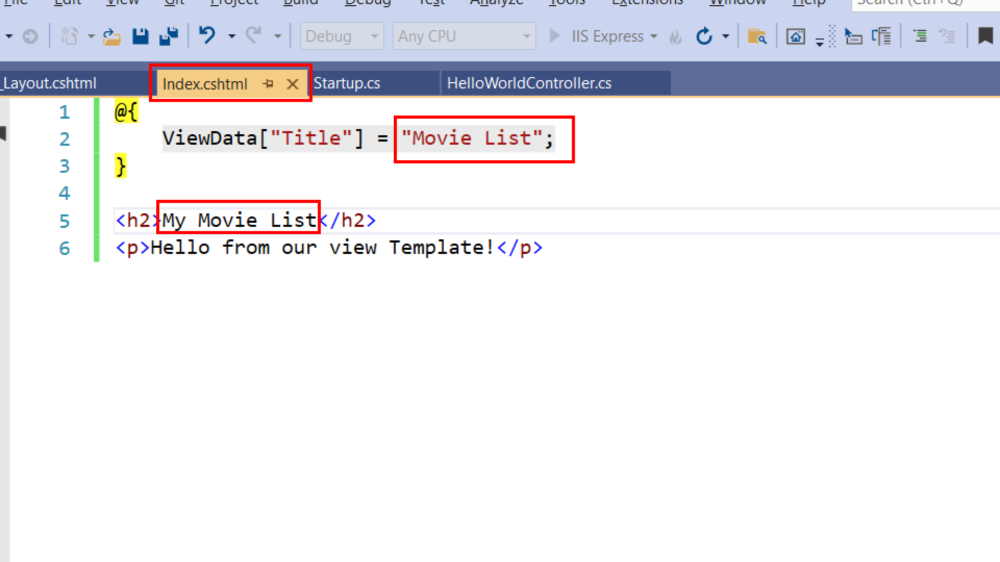 File Edit View Git Project Build Debug Test Analyze Tools Extensions Window Help Search (Ctrl+Q)
Debug Any CPU IIS Express
_Layout.cshtml Index.cshtml Startup.cs HelloWorldController.cs
1 @{
2 ViewData["Title"] = "Movie List";
3 }
4
5 <h2>My Movie List</h2>
6 <p>Hello from our view Template!</p>